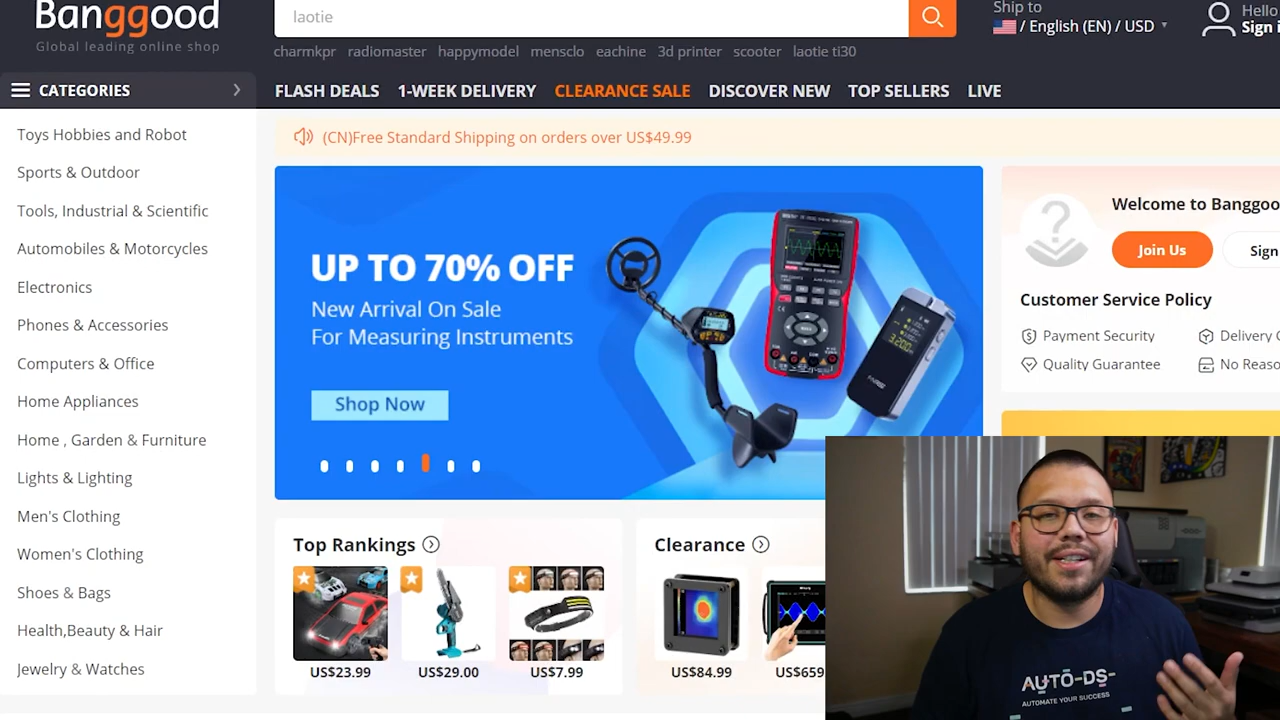 Banggood
Global leading online shop
laotie
Ship to
/ English (EN) / USD
Hello
Sign i
charmkpr radiomaster happymodel mensclo eachine 3d printer scooter laotie ti30
CATEGORIES
FLASH DEALS 1-WEEK DELIVERY CLEARANCE SALE DISCOVER NEW TOP SELLERS LIVE
Toys Hobbies and Robot
Sports & Outdoor
Tools, Industrial & Scientific
Automobiles & Motorcycles
Electronics
Phones & Accessories
Computers & Office
Home Appliances
Home , Garden & Furniture
Lights & Lighting
Men's Clothing
Women's Clothing
Shoes & Bags
Health,Beauty & Hair
Jewelry & Watches
(CN)Free Standard Shipping on orders over US$49.99
UP TO 70% OFF
New Arrival On Sale
For Measuring Instruments
Shop Now
Welcome to Banggoo
Join Us
Sign
Customer Service Policy
Payment Security
Delivery
Quality Guarantee
No Reaso
Top Rankings
US$23.99
US$29.00
US$7.99
Clearance
US$84.99
US$659
AUTO-DS-
AUTOMATE YOUR SUCCESS